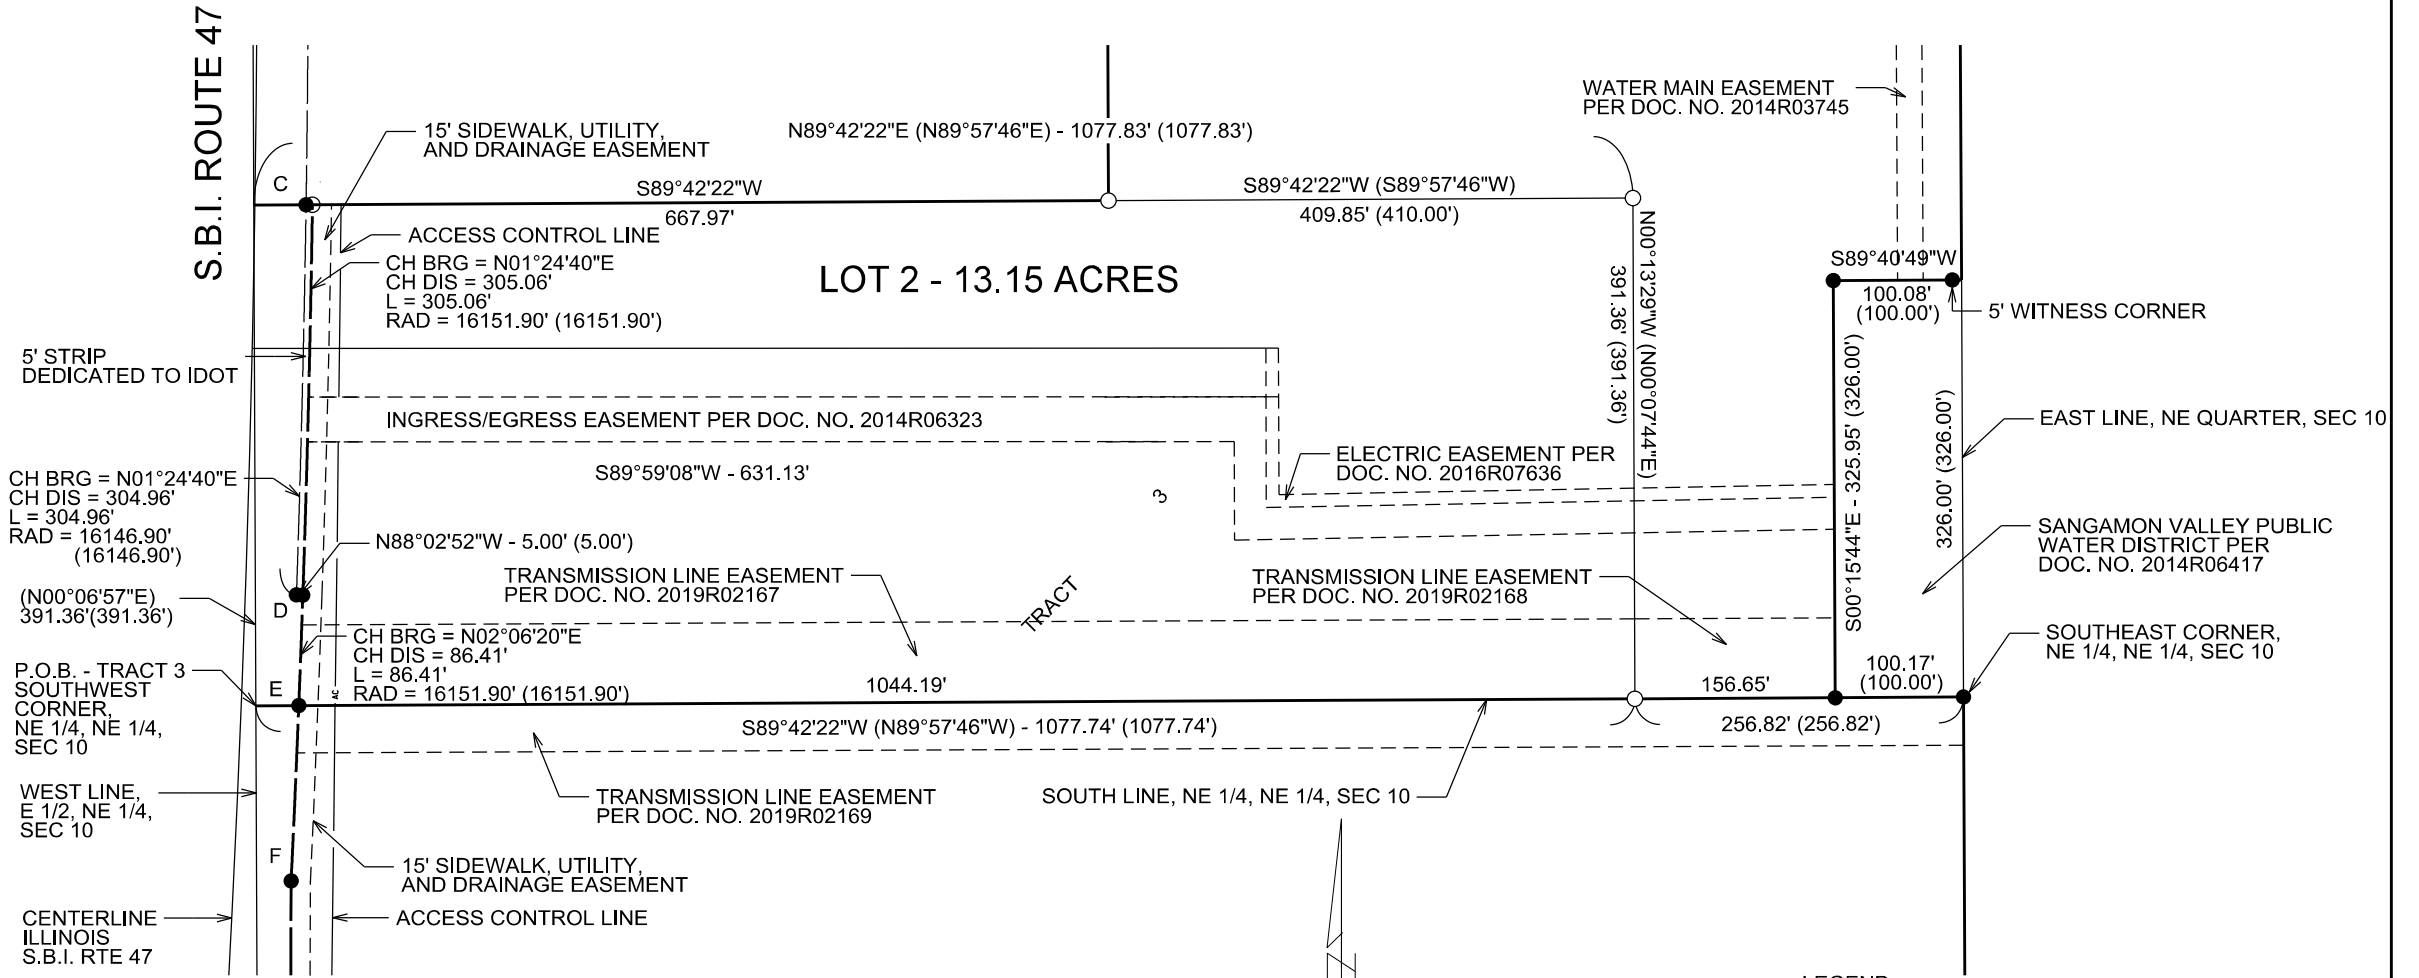 S.B.I. ROUTE 47
C
15' SIDEWALK, UTILITY,
AND DRAINAGE EASEMENT
N89°42'22"E (N89°57'46"E) - 1077.83' (1077.83')
WATER MAIN EASEMENT
PER DOC. NO. 2014R03745
S89°42'22"W
667.97'
S89°42'22"W (S89°57'46"W)
409.85' (410.00')
ACCESS CONTROL LINE
CH BRG = N01°24'40"E
CH DIS = 305.06'
L = 305.06'
RAD = 16151.90' (16151.90')
LOT 2 - 13.15 ACRES
N00°13'29"W (N00°07'44"E)
391.36' (391.36')
S89°40'49"W
100.08'
(100.00')
5' WITNESS CORNER
5' STRIP
DEDICATED TO IDOT
INGRESS/EGRESS EASEMENT PER DOC. NO. 2014R06323
S00°15'44"E - 325.95' (326.00')
326.00' (326.00')
EAST LINE, NE QUARTER, SEC 10
CH BRG = N01°24'40"E
CH DIS = 304.96'
L = 304.96'
RAD = 16146.90'
(16146.90')
S89°59'08"W - 631.13'
ELECTRIC EASEMENT PER
DOC. NO. 2016R07636
3
TRACT
N88°02'52"W - 5.00' (5.00')
SANGAMON VALLEY PUBLIC
WATER DISTRICT PER
DOC. NO. 2014R06417
TRANSMISSION LINE EASEMENT
PER DOC. NO. 2019R02167
TRANSMISSION LINE EASEMENT
PER DOC. NO. 2019R02168
(N00°06'57"E)
391.36'(391.36')
D
CH BRG = N02°06'20"E
CH DIS = 86.41'
L = 86.41'
RAD = 16151.90' (16151.90')
AC
SOUTHEAST CORNER,
NE 1/4, NE 1/4, SEC 10
P.O.B. - TRACT 3
SOUTHWEST
CORNER,
NE 1/4, NE 1/4,
SEC 10
E
1044.19'
156.65'
100.17'
(100.00')
S89°42'22"W (N89°57'46"W) - 1077.74' (1077.74')
256.82' (256.82')
WEST LINE,
E 1/2, NE 1/4,
SEC 10
TRANSMISSION LINE EASEMENT
PER DOC. NO. 2019R02169
SOUTH LINE, NE 1/4, NE 1/4, SEC 10
F
15' SIDEWALK, UTILITY,
AND DRAINAGE EASEMENT
CENTERLINE
ILLINOIS
S.B.I. RTE 47
ACCESS CONTROL LINE
N
LEGEND